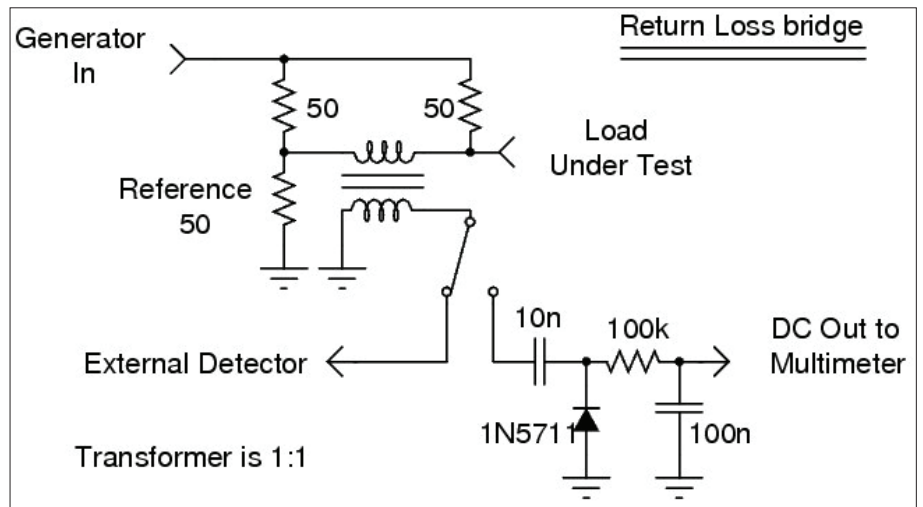 Return Loss bridge
Generator
In
50
50
Load
Under Test
Reference
50
10n
100k
DC Out to
Multimeter
External Detector
1N5711
100n
Transformer is 1:1